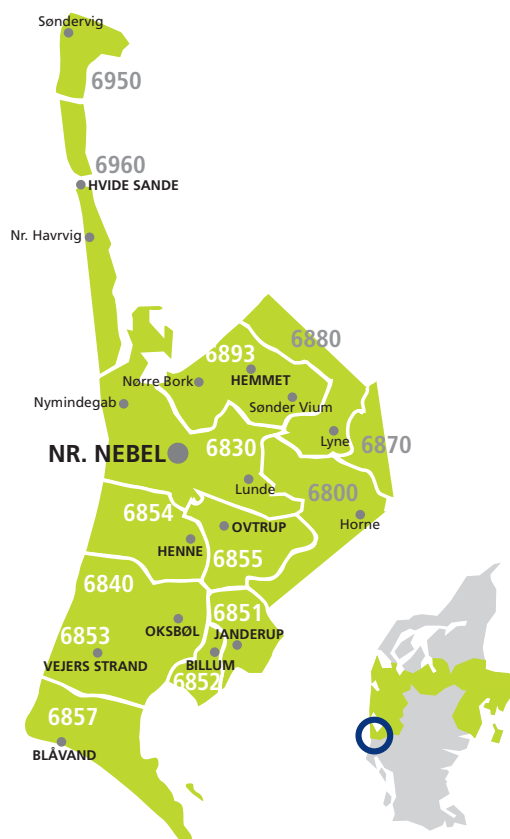 Søndervig
6950
6960
HVIDE SANDE
Nr. Havrvig
6880
6893
HEMMET
Nørre Bork
Sønder Vium
Nymindegab
Lyne
6870
NR. NEBEL
6830
Lunde
6800
Horne
6854
OVTRUP
HENNE
6855
6840
6851
OKSBØL
6853
JANDERUP
VEJERS STRAND
BILLUM
6852
6857
BLÅVAND